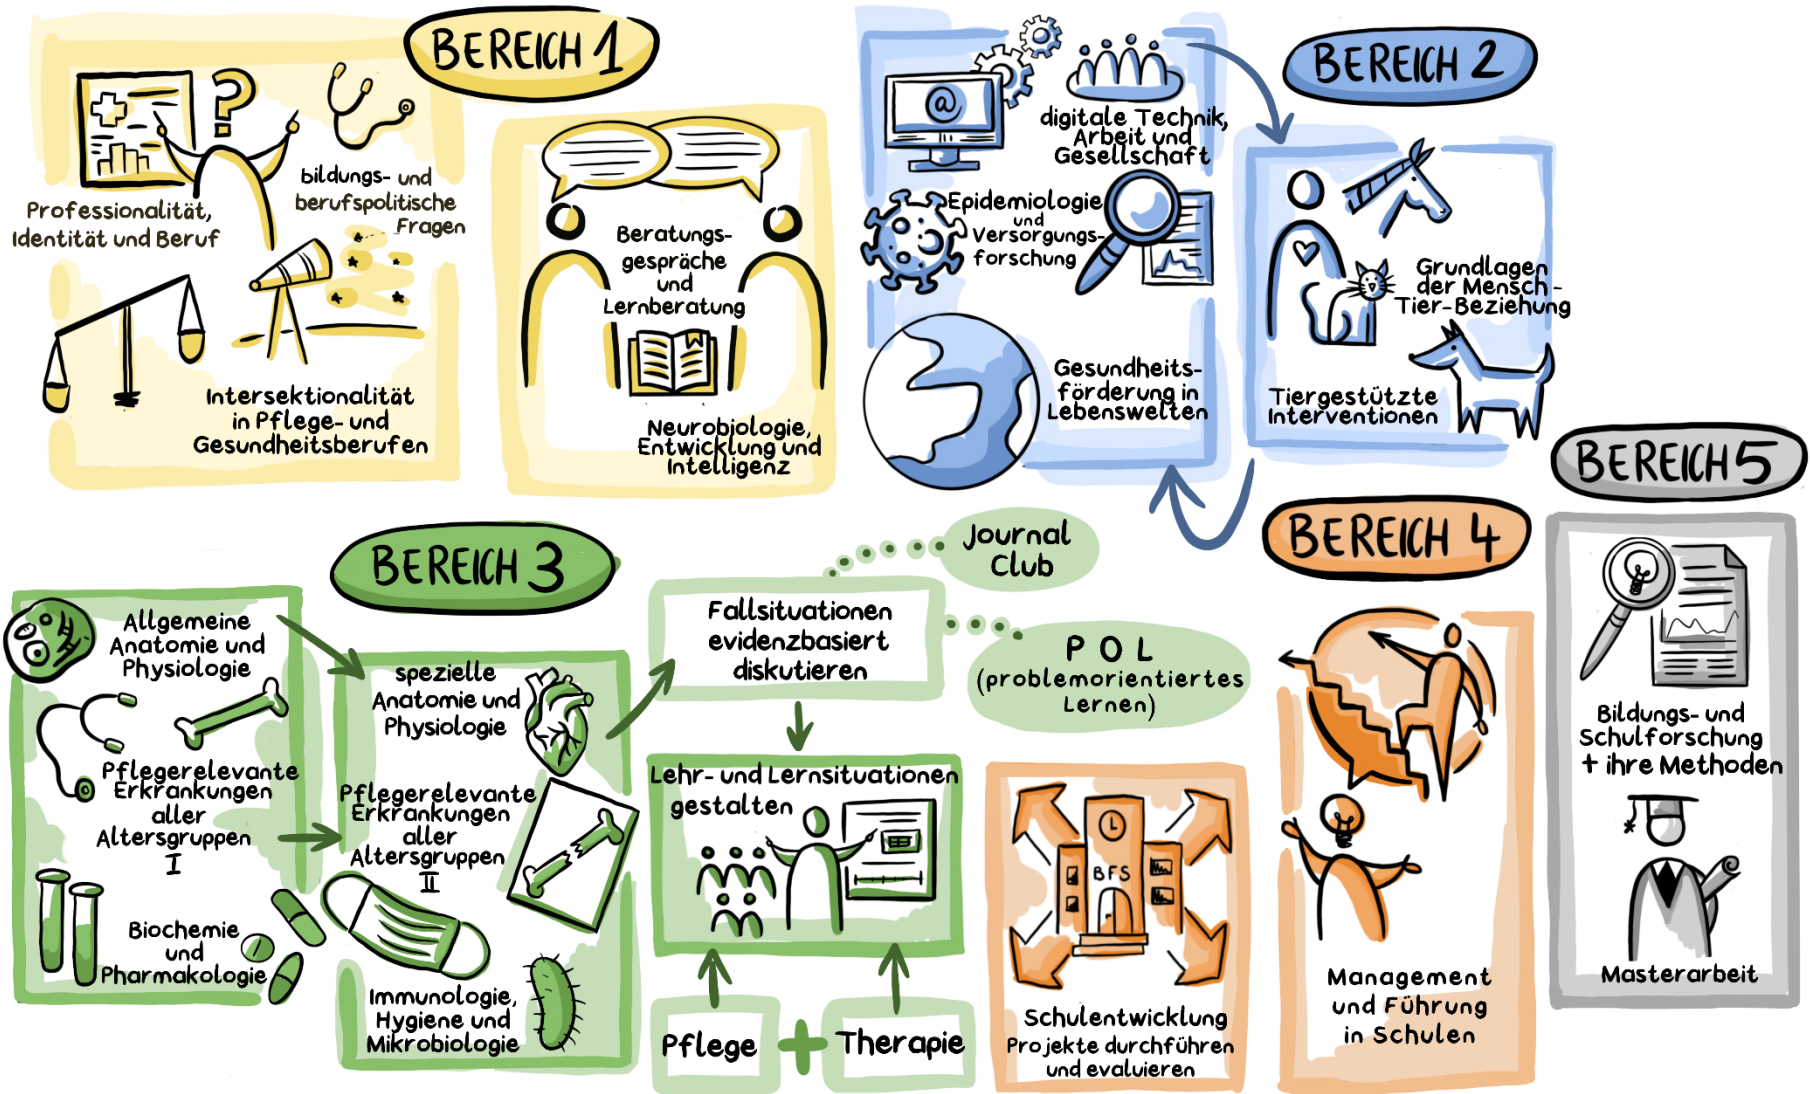 BEREICH 1
Professionalität,
Identität und Beruf
bildungs- und
berufspolitische
Fragen
Intersektionalität
in Pflege- und
Gesundheitsberufen
Beratungs-
gespräche
und
Lernberatung
Neurobiologie,
Entwicklung und
Intelligenz
BEREICH 2
@
digitale Technik,
Arbeit und
Gesellschaft
Epidemiologie
und
Versorgungs-
forschung
Gesundheits-
förderung in
Lebenswelten
Grundlagen
der Mensch-
Tier-Beziehung
Tiergestützte
Interventionen
BEREICH 3
Allgemeine
Anatomie und
Physiologie
Pflegerelevante
Erkrankungen
aller
Altersgruppen
I
Biochemie
und
Pharmakologie
spezielle
Anatomie und
Physiologie
Pflegerelevante
Erkrankungen
aller
Altersgruppen
II
Immunologie,
Hygiene und
Mikrobiologie
Fallsituationen
evidenzbasiert
diskutieren
Journal
Club
P O L
(problemorientiertes
Lernen)
Lehr- und Lernsituationen
gestalten
Pflege + Therapie
BEREICH 4
BFS
Schulentwicklung
Projekte durchführen
und evaluieren
Management
und Führung
in Schulen
BEREICH 5
Bildungs- und
Schulforschung
+ ihre Methoden
Masterarbeit